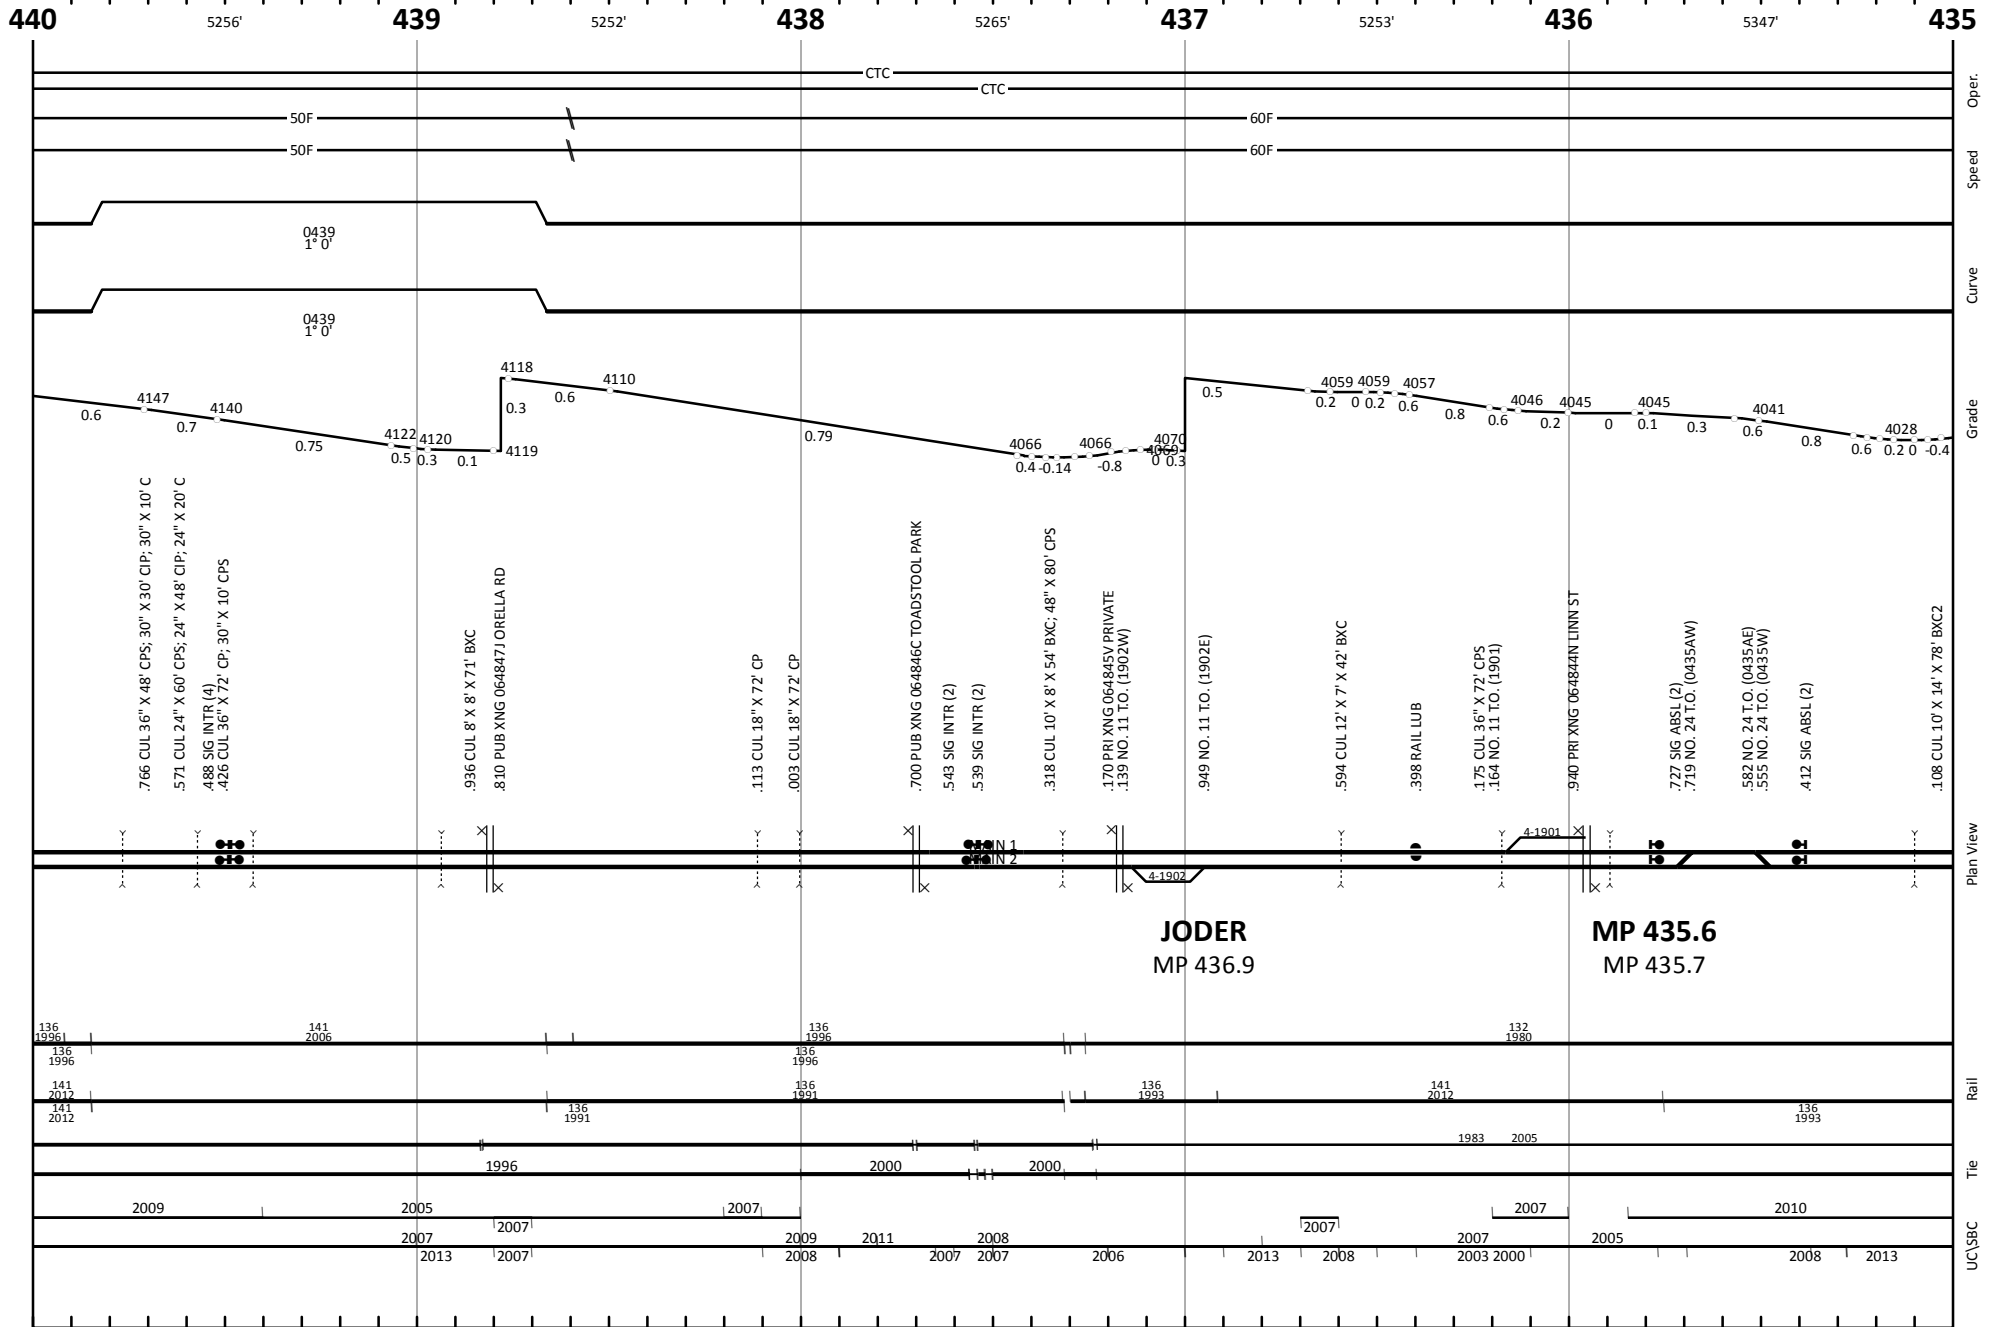 440 5256' 439 5252' 438 5265' 437 5253' 436 5347' 435
CTC
CTC
Oper.
50F 60F
50F 60F
Speed
0439
1° 0'
0439
1° 0'
Curve
4147 4140 4122 4120 4119 4118 4110 4066 4066 4070 4069 4059 4059 4057 4046 4045 4045 4041 4028
0.6 0.7 0.75 0.5 0.3 0.1 0.3 0.6 0.79 0.4 -0.14 -0.8 0 0.3 0.5 0.2 0 0.2 0.6 0.8 0.6 0.2 0 0.1 0.3 0.6 0.8 0.6 0.2 0 -0.4
Grade
.766 CUL 36" X 48' CPS; 30" X 30' CIP; 30" X 10' C
.571 CUL 24" X 60' CPS; 24" X 48' CIP; 24" X 20' C
.488 SIG INTR (4)
.426 CUL 36" X 72' CP; 30" X 10' CPS
.936 CUL 8' X 8' X 71' BXC
.810 PUB XNG 064847J ORELLA RD
.113 CUL 18" X 72' CP
.003 CUL 18" X 72' CP
.700 PUB XNG 064846C TOADSTOOL PARK
.543 SIG INTR (2)
.539 SIG INTR (2)
.318 CUL 10' X 8' X 54' BXC; 48" X 80' CPS
.170 PRI XNG 064845V PRIVATE
.139 NO. 11 T.O. (1902W)
.949 NO. 11 T.O. (1902E)
.594 CUL 12' X 7' X 42' BXC
.398 RAIL LUB
.175 CUL 36" X 72' CPS
.164 NO. 11 T.O. (1901)
.940 PRI XNG 064844N LINN ST
.727 SIG ABSL (2)
.719 NO. 24 T.O. (0435AW)
.582 NO. 24 T.O. (0435AE)
.555 NO. 24 T.O. (0435W)
.412 SIG ABSL (2)
.108 CUL 10' X 14' X 78' BXC2
4-1901
MAIN 1
MAIN 2
4-1902
Plan View
JODER MP 435.6
MP 436.9 MP 435.7
136 141 136 132
1996 2006 1996 1980
136 136
1996 1996
141 136 136 141
2012 1991 1993 2012
141 136 136
2012 1991 1993
Rail
1983 2005
1996 2000 2000
Tie
2009 2005 2007 2007 2010
2007 2007
2007 2009 2011 2008 2007 2005
2013 2007 2008 2007 2007 2006 2013 2008 2003 2000 2008 2013
UC\SBC